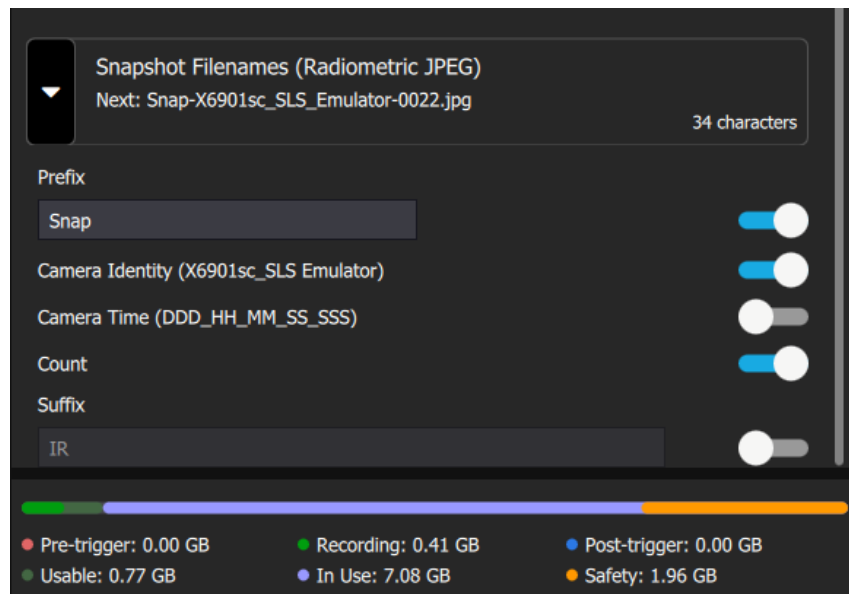 Snapshot Filenames (Radiometric JPEG)
Next: Snap-X6901sc_SLS_Emulator-0022.jpg
34 characters
Prefix
Snap
Camera Identity (X6901sc_SLS Emulator)
Camera Time (DDD_HH_MM_SS_SSS)
Count
Suffix
IR
Pre-trigger: 0.00 GB Recording: 0.41 GB Post-trigger: 0.00 GB
Usable: 0.77 GB In Use: 7.08 GB Safety: 1.96 GB